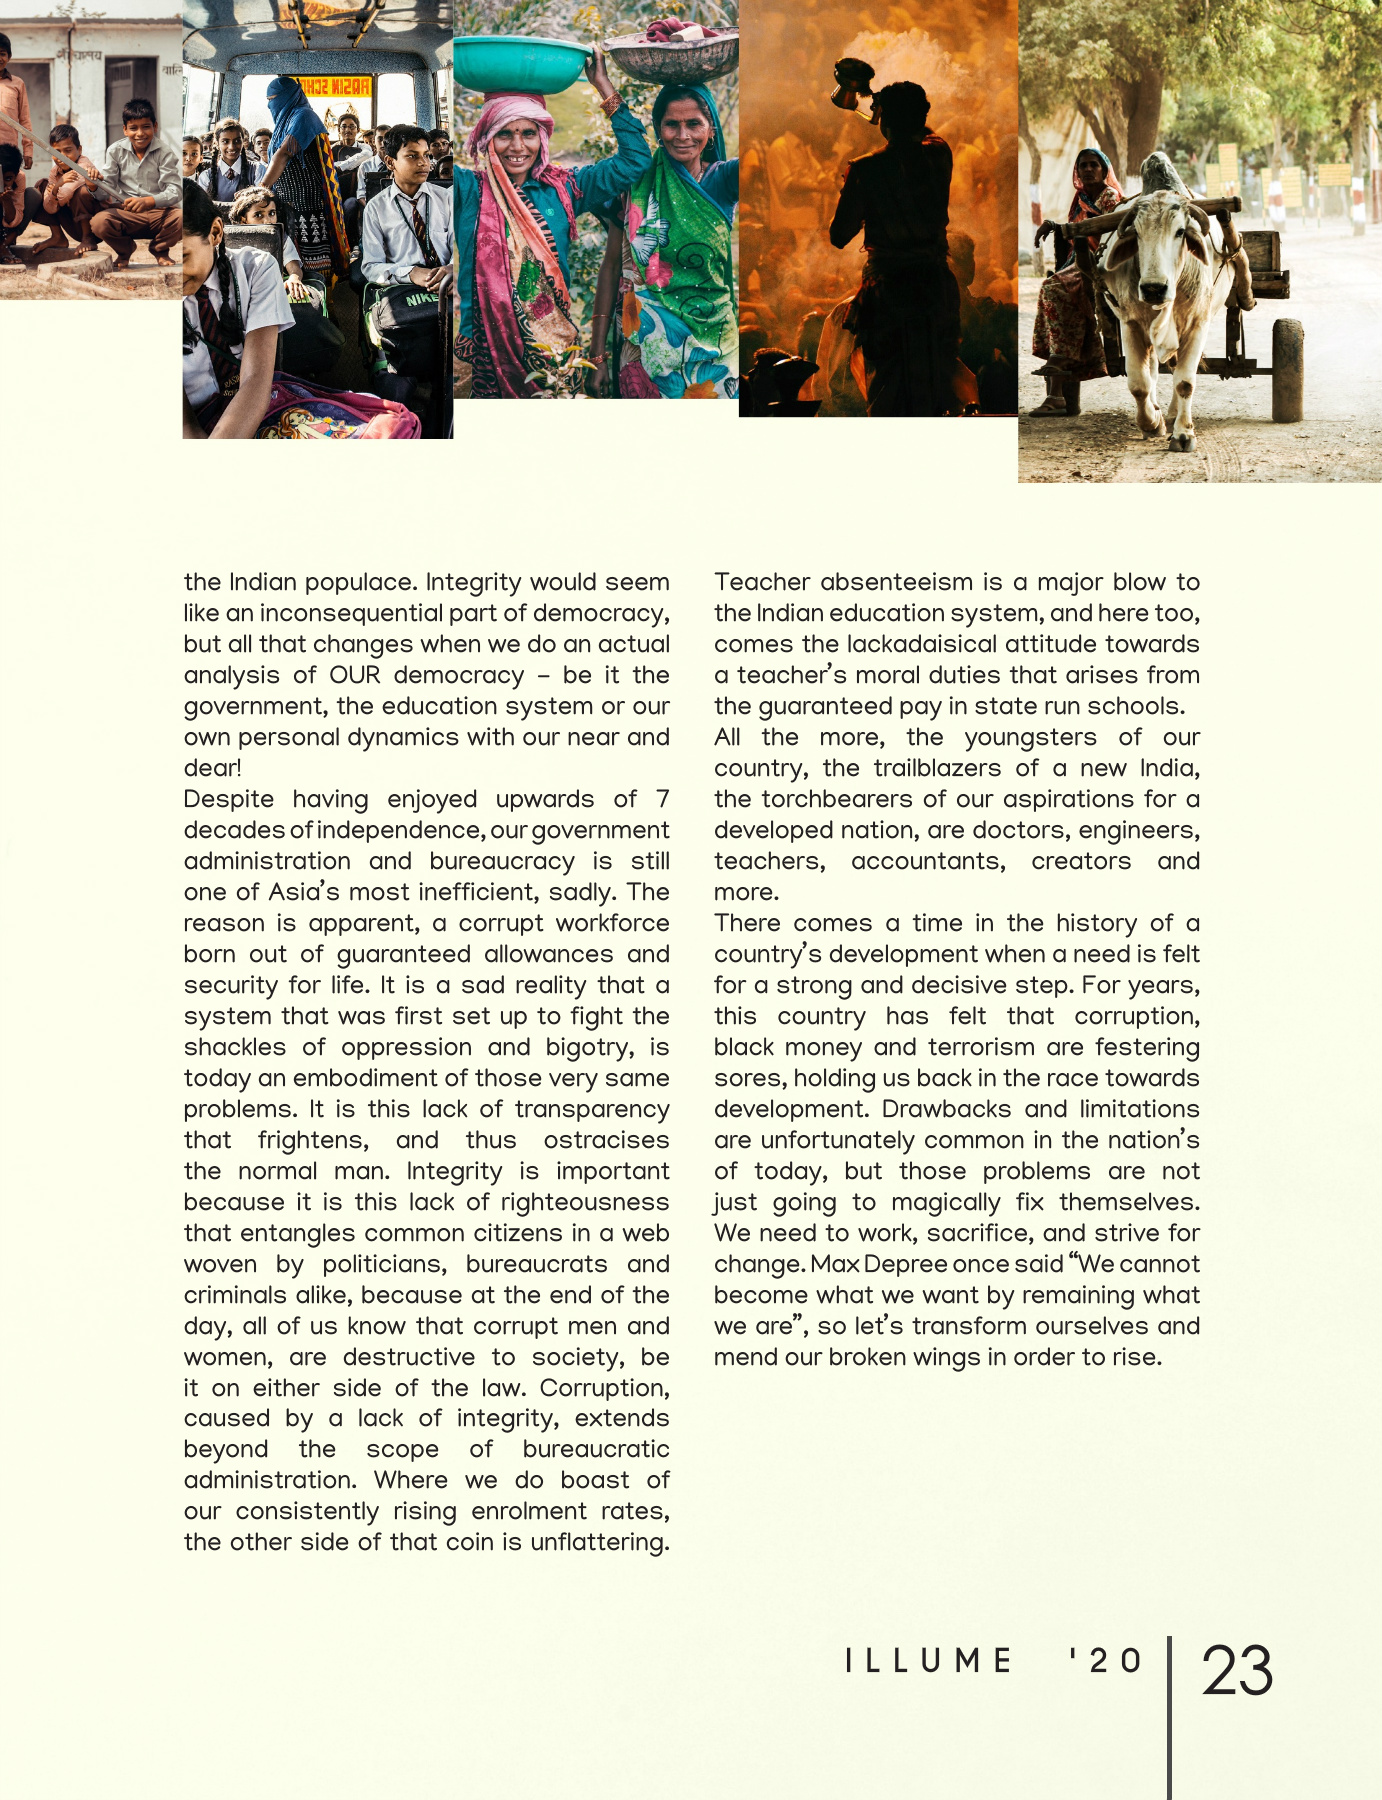 NIKE
the Indian populace. Integrity would seem
like an inconsequential part of democracy,
but all that changes when we do an actual
analysis of OUR democracy – be it the
government, the education system or our
own personal dynamics with our near and
dear!
Despite having enjoyed upwards of 7
decades of independence, our government
administration and bureaucracy is still
one of Asia’s most inefficient, sadly. The
reason is apparent, a corrupt workforce
born out of guaranteed allowances and
security for life. It is a sad reality that a
system that was first set up to fight the
shackles of oppression and bigotry, is
today an embodiment of those very same
problems. It is this lack of transparency
that frightens, and thus ostracises
the normal man. Integrity is important
because it is this lack of righteousness
that entangles common citizens in a web
woven by politicians, bureaucrats and
criminals alike, because at the end of the
day, all of us know that corrupt men and
women, are destructive to society, be
it on either side of the law. Corruption,
caused by a lack of integrity, extends
beyond the scope of bureaucratic
administration. Where we do boast of
our consistently rising enrolment rates,
the other side of that coin is unflattering.
Teacher absenteeism is a major blow to
the Indian education system, and here too,
comes the lackadaisical attitude towards
a teacher’s moral duties that arises from
the guaranteed pay in state run schools.
All the more, the youngsters of our
country, the trailblazers of a new India,
the torchbearers of our aspirations for a
developed nation, are doctors, engineers,
teachers, accountants, creators and
more.
There comes a time in the history of a
country’s development when a need is felt
for a strong and decisive step. For years,
this country has felt that corruption,
black money and terrorism are festering
sores, holding us back in the race towards
development. Drawbacks and limitations
are unfortunately common in the nation’s
of today, but those problems are not
just going to magically fix themselves.
We need to work, sacrifice, and strive for
change. Max Depree once said “We cannot
become what we want by remaining what
we are”, so let’s transform ourselves and
mend our broken wings in order to rise.
ILLUME '20
23